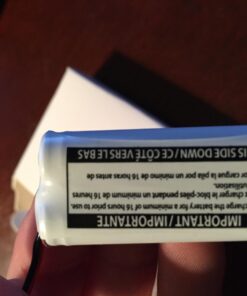 IMPORTANT / IMPORTANTE
the battery for a minimum of 16 hours prior to use.
charger le bloc-piles pendant un minimum de 16 heures
utilisation.
la pila por un mínimo de 16 horas antes de
IS SIDE DOWN / CE CÔTÉ VERS LE BAS